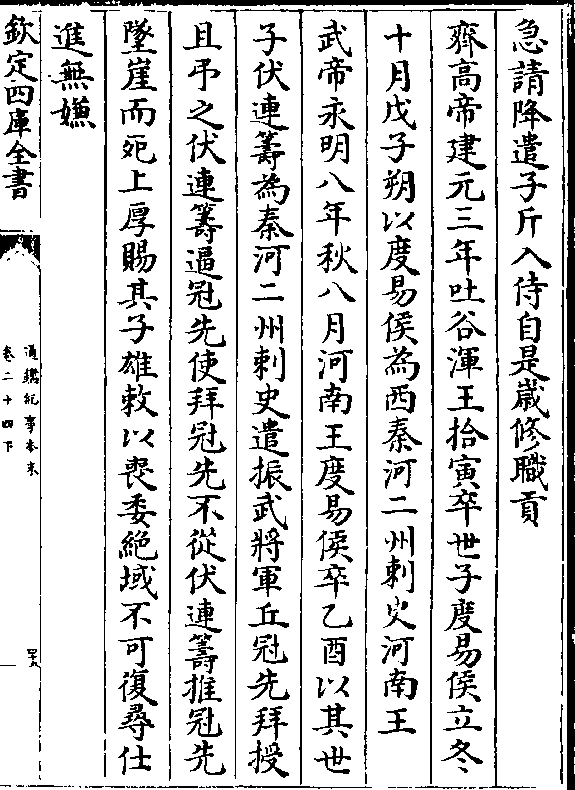 急請降遣子斤入侍自是歲修職貢
齊高帝建元三年吐谷渾王拾寅卒世子度易侯立冬
十月戊子朔以度易侯為西秦河二州刺史河南王
武帝永明八年秋八月河南王度易侯卒乙酉以其世
子伏連籌為秦河二州刺史遣振武將軍丘冠先拜授
且弔之伏連籌逼冠先使拜冠先不從伏連籌推冠先
墜崖而死上厚賜其子雄敕以喪委絶域不可復尋仕
進無嫌
欽定四庫全書
通鑑紀事本末
卷二十四下